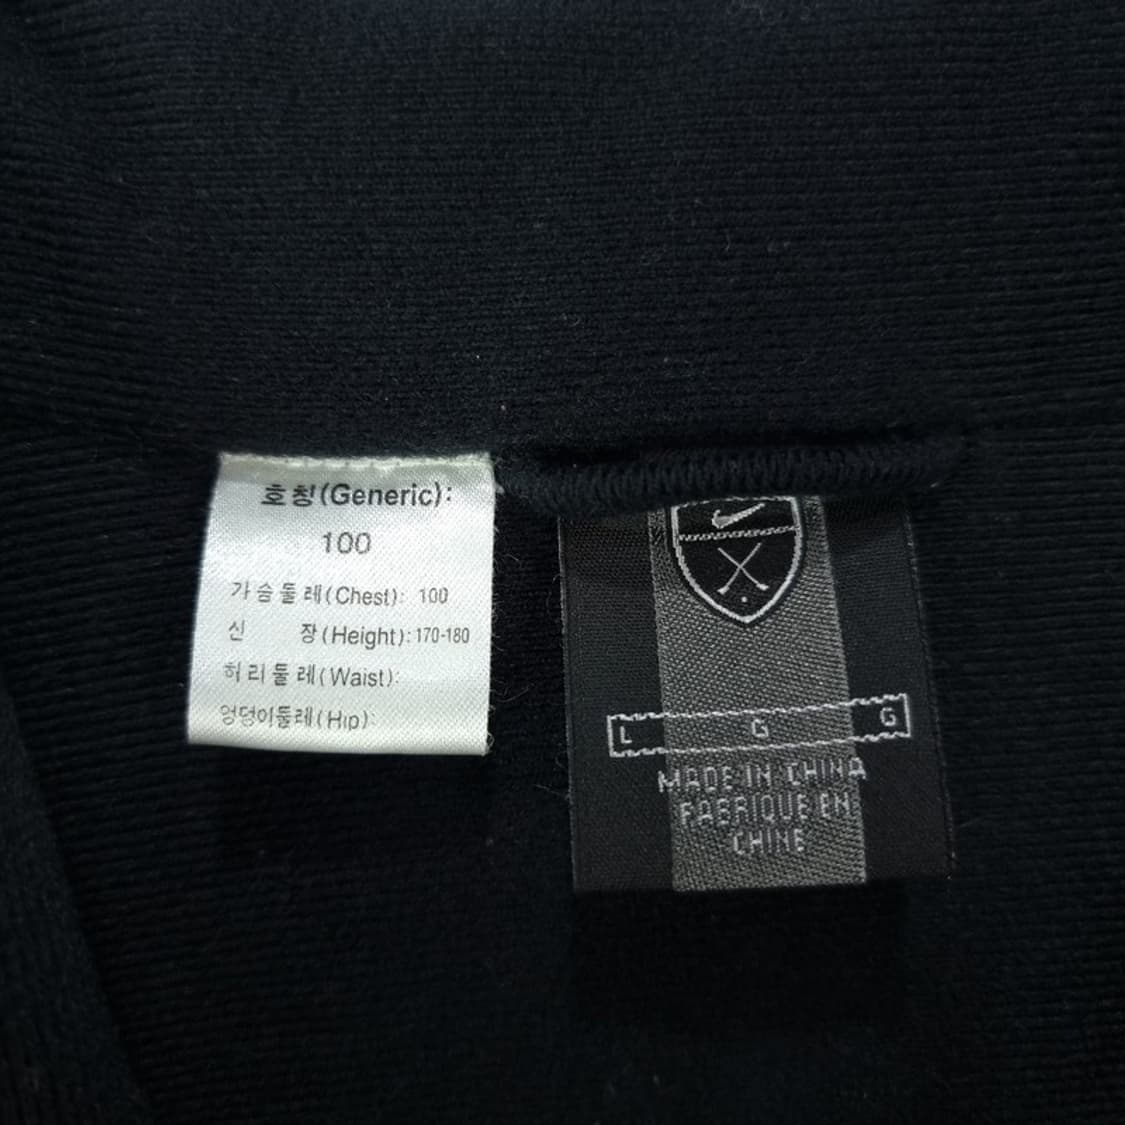 호칭(Generic):
100
가슴둘레(Chest): 100
신 장(Height):170-180
허리둘레(Waist):
엉덩이둘레(Hip):
L G G
MADE IN CHINA
FABRIQUE EN
CHINE